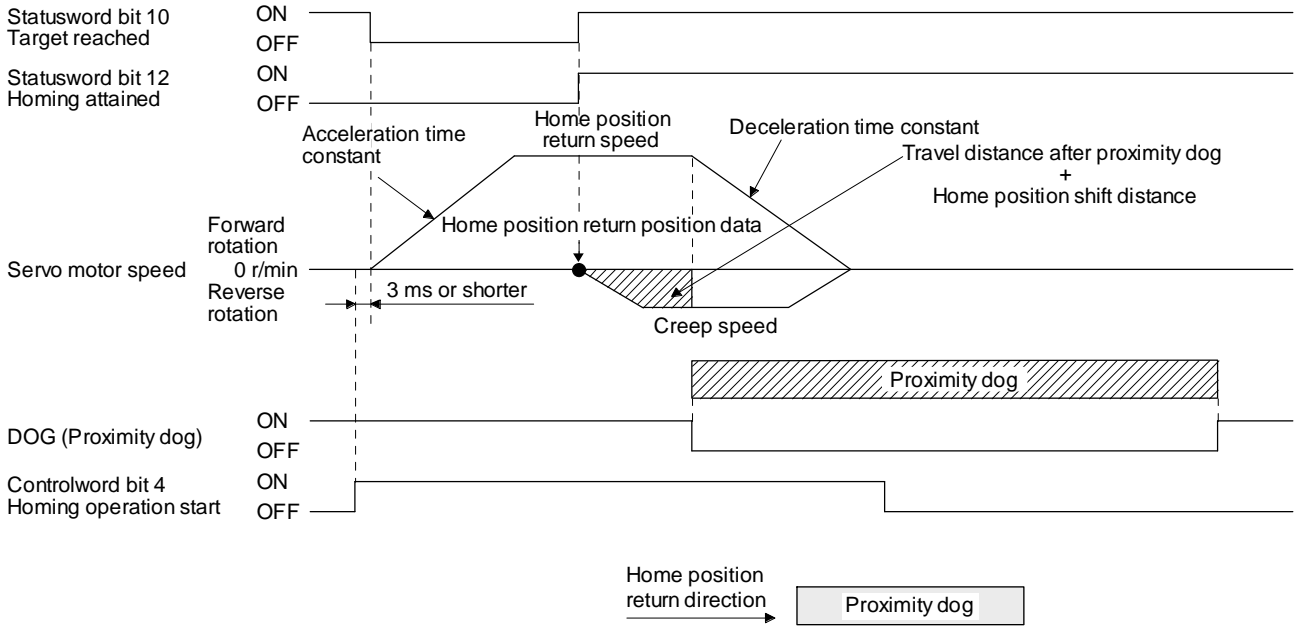 Statusword bit 10
Target reached
ON
OFF
Statusword bit 12
Homing attained
ON
OFF
Acceleration time
constant
Home position
return speed
Deceleration time constant
Travel distance after proximity dog
+
Home position shift distance
Forward
rotation
Home position return position data
Servo motor speed
0 r/min
Reverse
rotation
3 ms or shorter
Creep speed
Proximity dog
DOG (Proximity dog)
ON
OFF
Controlword bit 4
Homing operation start
ON
OFF
Home position
return direction
Proximity dog